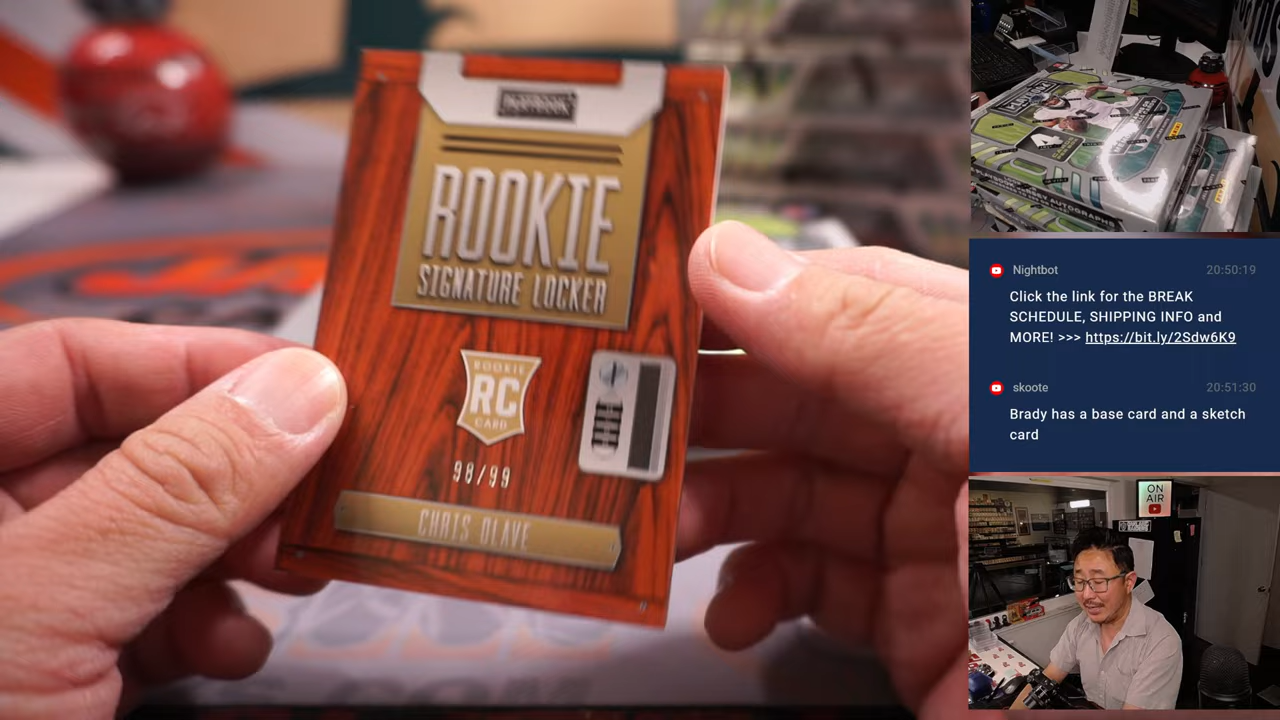 PLAYBOOK
ROOKIE
SIGNATURE LOCKER
ROOKIE
RC
CARD
98/99
CHRIS OLAVE
AUTOGRAPHS
Nightbot 20:50:19
Click the link for the BREAK
SCHEDULE, SHIPPING INFO and
MORE! >>> https://bit.ly/2Sdw6K9
skoote 20:51:30
Brady has a base card and a sketch
card
ON
AIR